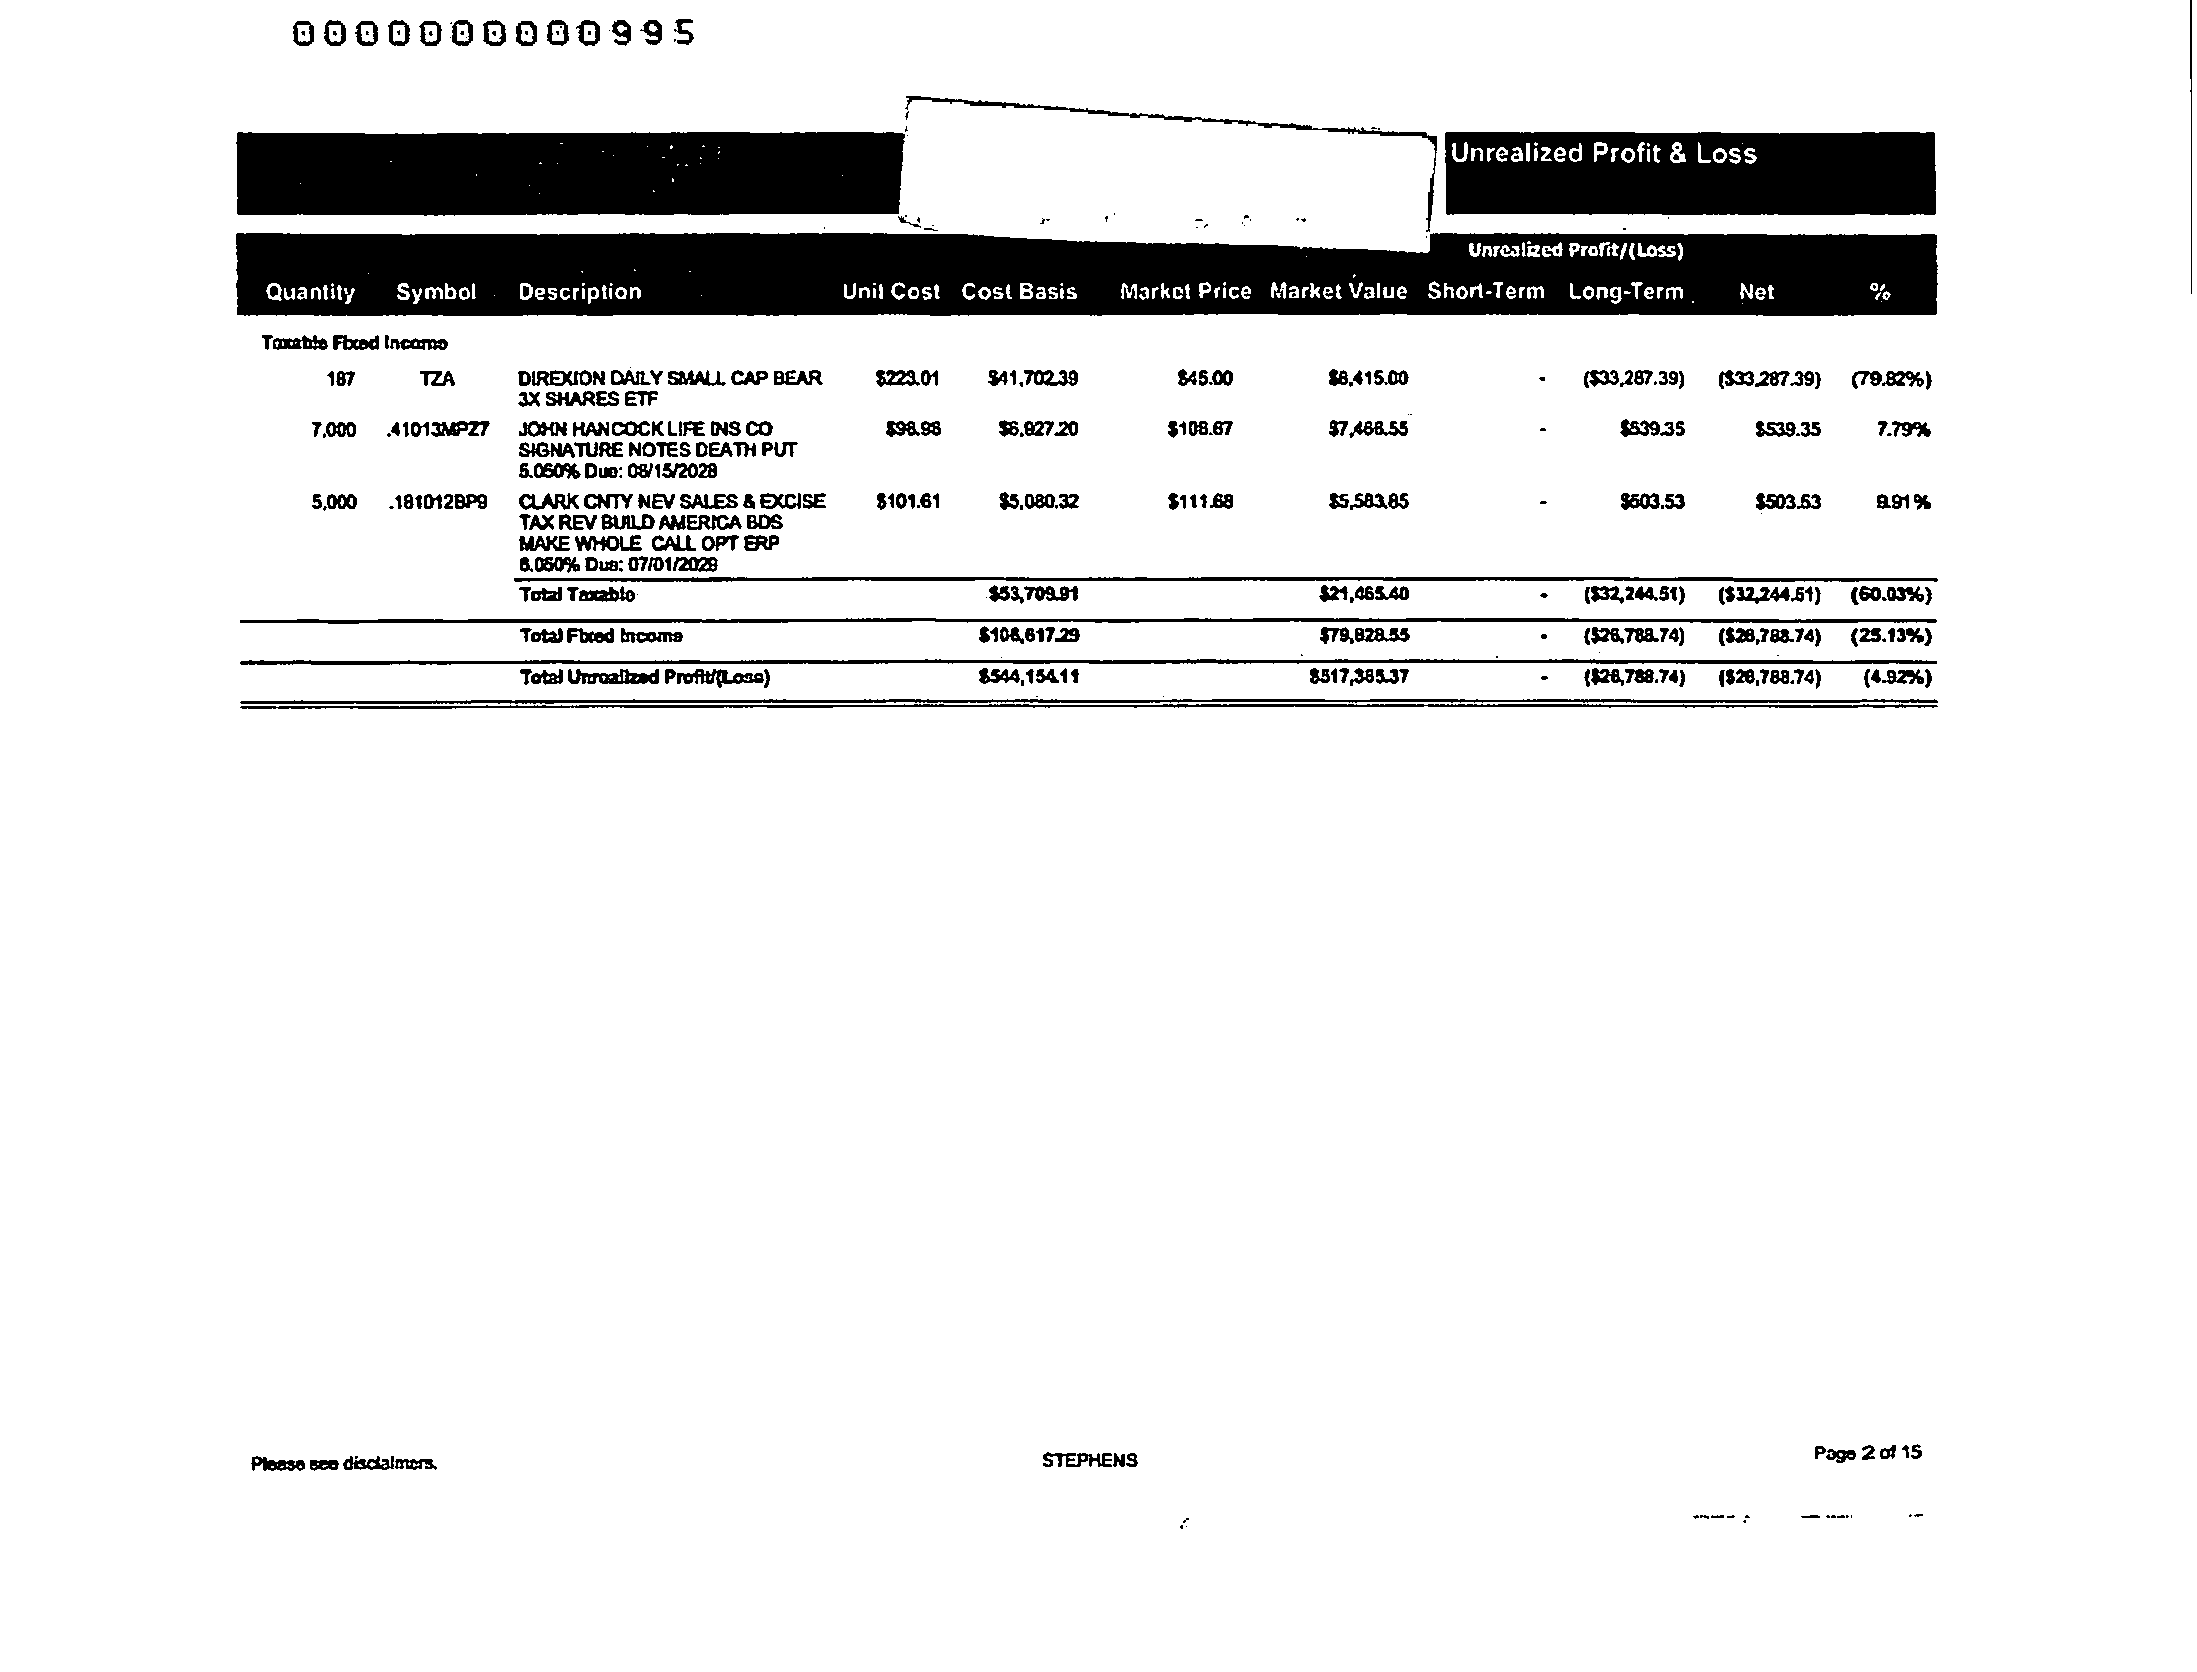 0000000000995
Unrealized Profit & Loss
Unrealized Profit/(Loss)
Quantity Symbol Description Unit Cost Cost Basis Market Price Market Value Short-Term Long-Term Net %
Taxable Fixed Income
187 TZA DIREXION DAILY SMALL CAP BEAR $223.01 $41,702.39 $45.00 $8,415.00 - ($33,287.39) ($33,287.39) (79.82%)
3X SHARES ETF
7,000 .41013MPZ7 JOHN HANCOCK LIFE INS CO $98.96 $6,927.20 $106.67 $7,466.55 - $539.35 $539.35 7.79%
SIGNATURE NOTES DEATH PUT
5.050% Due: 08/15/2028
5,000 .181012BP9 CLARK CNTY NEV SALES & EXCISE $101.61 $5,080.32 $111.68 $5,583.85 - $503.53 $503.53 9.91%
TAX REV BUILD AMERICA BDS
MAKE WHOLE CALL OPT ERP
6.050% Due: 07/01/2029
Total Taxable $53,709.91 $21,465.40 - ($32,244.51) ($32,244.51) (60.03%)
Total Fixed Income $106,617.29 $79,828.55 - ($26,788.74) ($26,788.74) (25.13%)
Total Unrealized Profit/(Loss) $544,154.11 $517,365.37 - ($26,788.74) ($26,788.74) (4.92%)
Please see disclaimers. STEPHENS Page 2 of 15